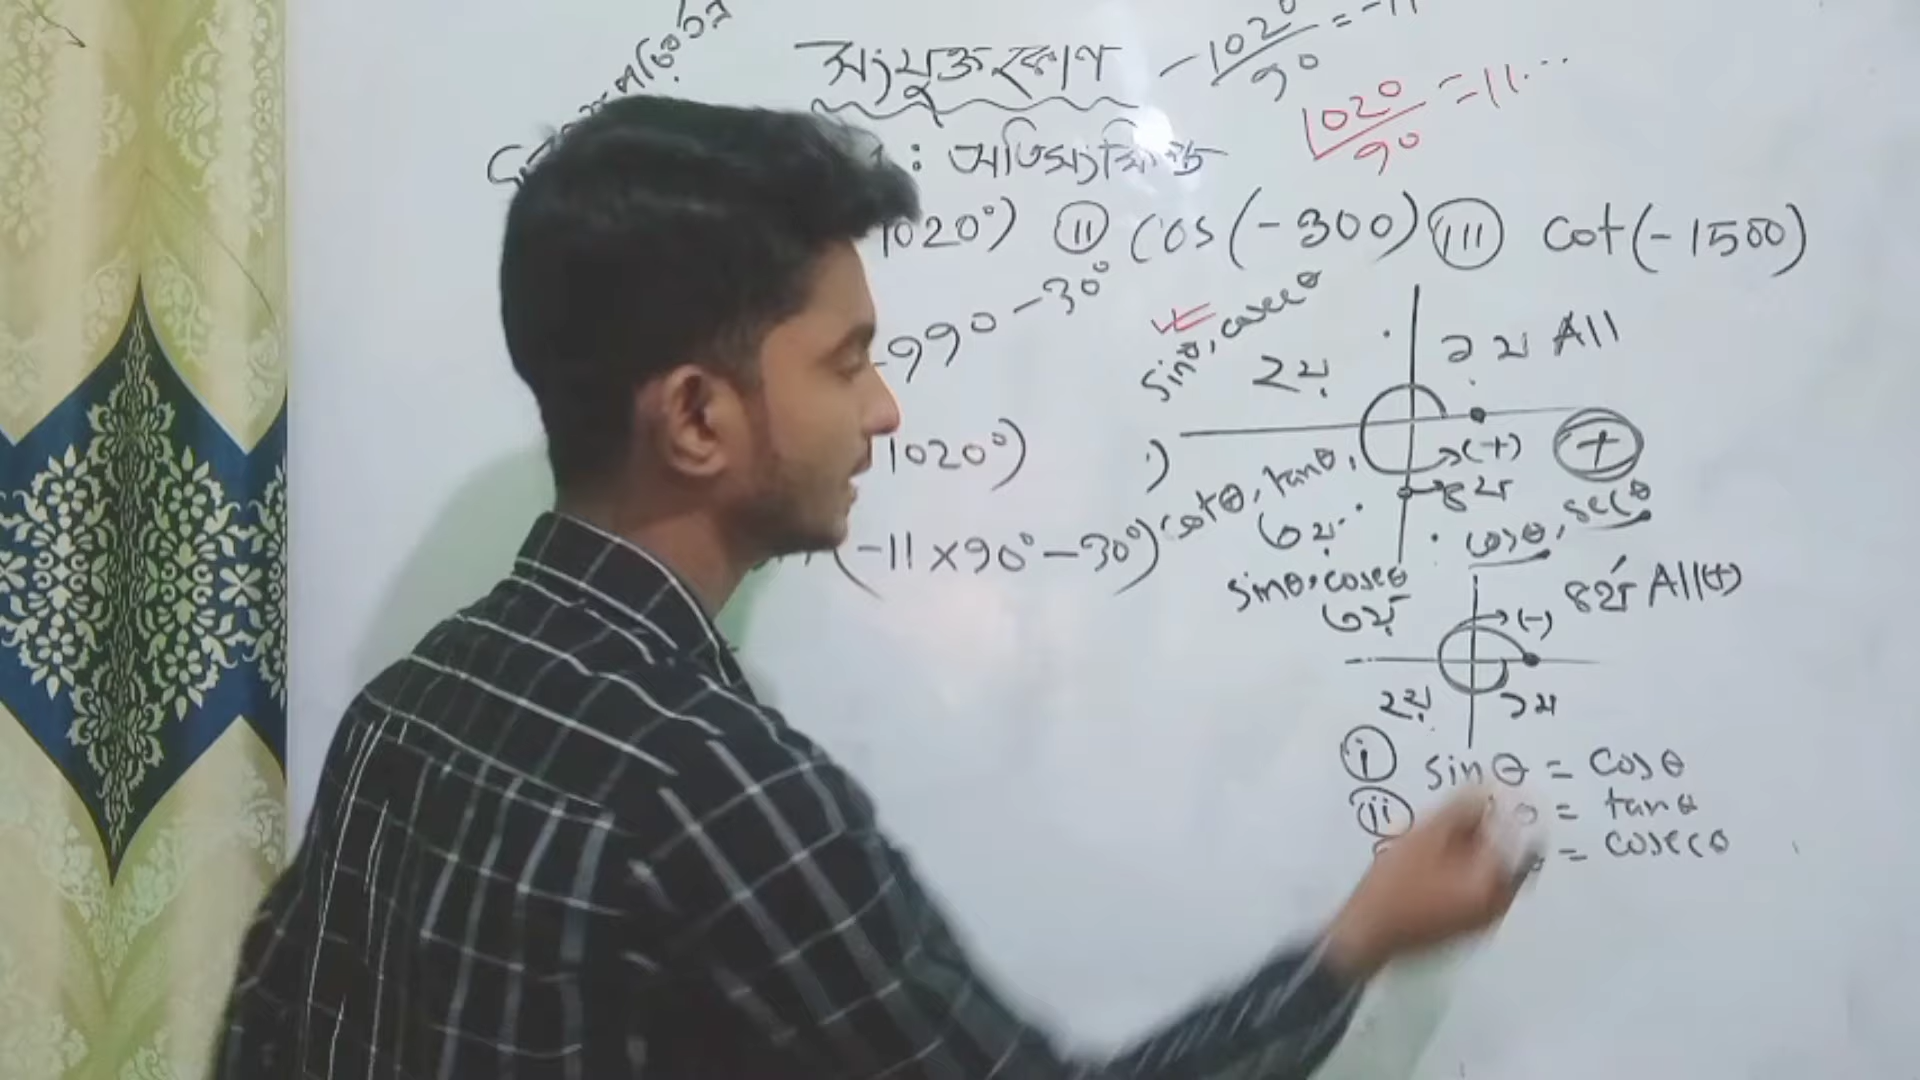 সংযুক্ত কোণ
-1020/90 = -11
1020/90 = 11...
1020°) ii cos(-300) iii cot(-1500)
-990-30°
sinθ, cosecθ
২য়
১ম All
(+)
+
৪র্থ
1020°) )
cotθ, tanθ,
৩য়
cosθ, secθ
(-11×90°-30°)
sinθ, cosecθ
৩য়
(-)
৪র্থ All(+)
২য়
১ম
i sinθ = cosθ
ii = tanθ
= cosecθ